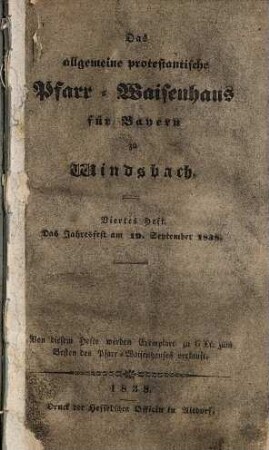 Das
allgemeine protestantische
Pfarr-Waisenhaus
für Bayern
zu
Windsbach.
Viertes Heft.
Das Jahresfest am 19. September 1838.
Von diesem Hefte werden Exemplare zu 6 kr. zum
Besten des Pfarr-Waisenhauses verkauft.
1838.
Druck der Hessel'schen Officin in Altdorf.